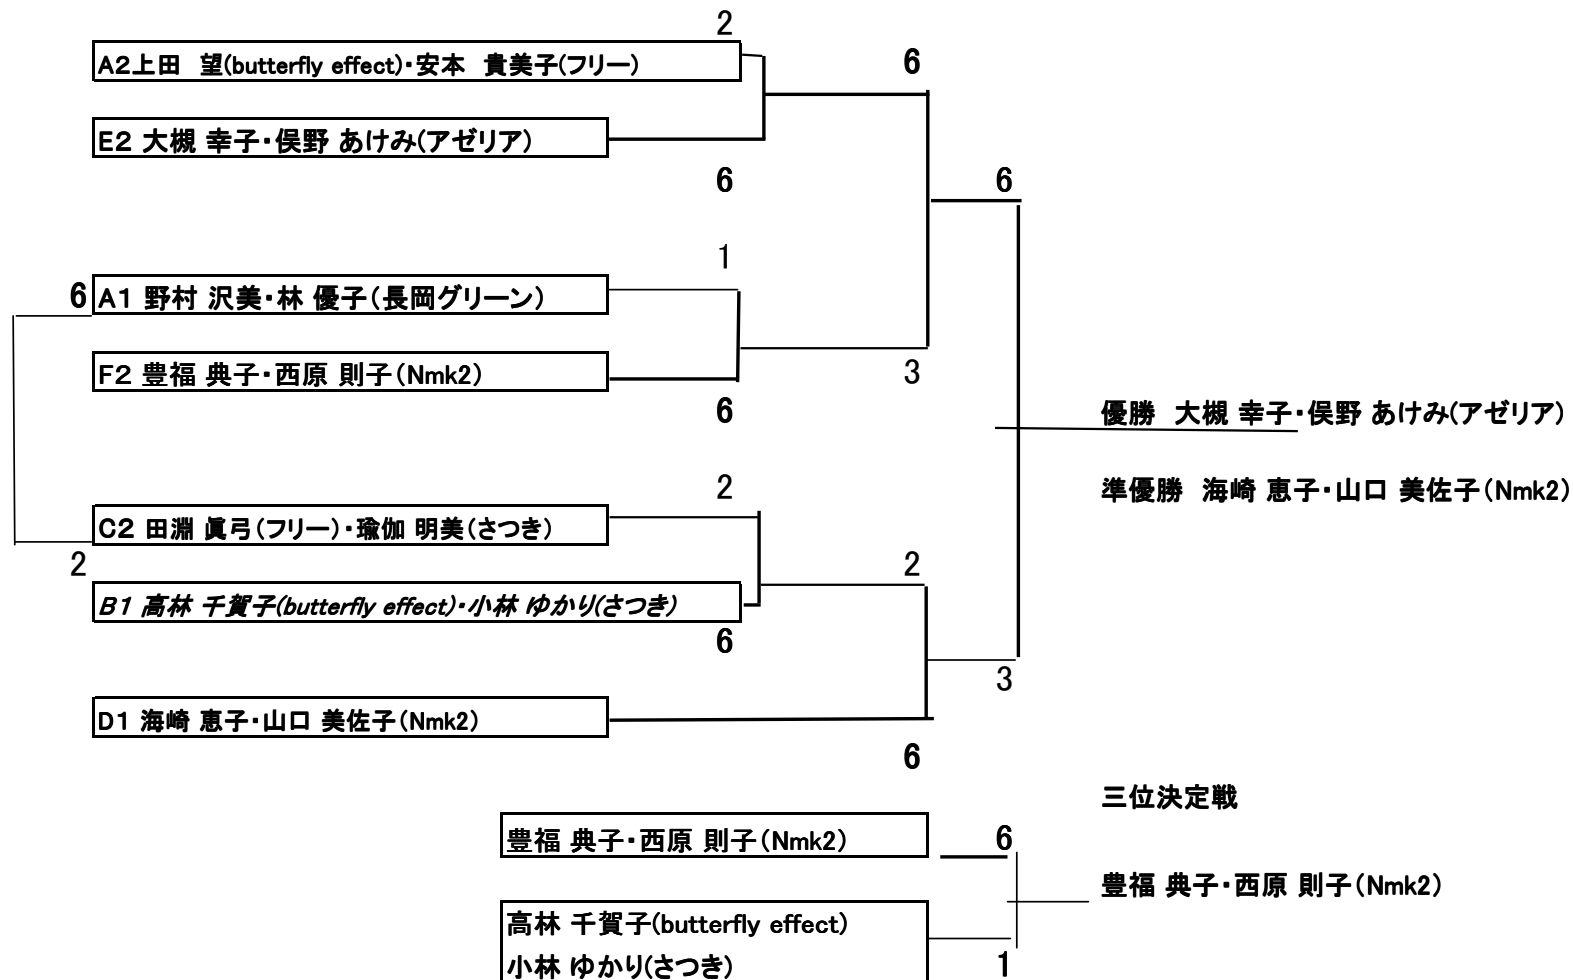 2
A2上田　望(butterfly effect)・安本　貴美子(フリー)
6
E2 大槻 幸子・俣野 あけみ(アゼリア)
6
6
1
6
A1 野村 沢美・林 優子(長岡グリーン)
F2 豊福 典子・西原 則子(Nmk2)
3
6
優勝　大槻 幸子・俣野 あけみ(アゼリア)
2
準優勝　海崎 恵子・山口 美佐子(Nmk2)
C2 田淵 眞弓(フリー)・瑜伽 明美(さつき)
2
2
B1 高林 千賀子(butterfly effect)・小林 ゆかり(さつき)
6
3
D1 海崎 恵子・山口 美佐子(Nmk2)
6
三位決定戦
豊福 典子・西原 則子(Nmk2)
6
豊福 典子・西原 則子(Nmk2)
高林 千賀子(butterfly effect)
小林 ゆかり(さつき)
1